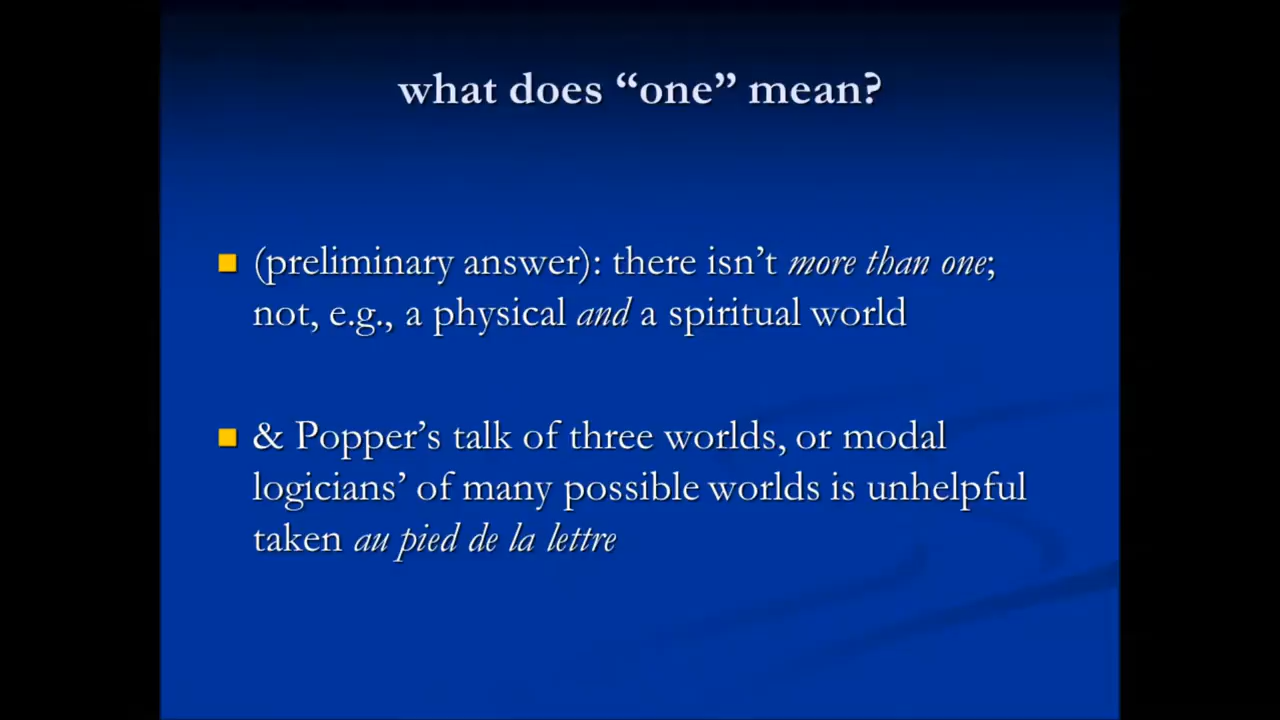 what does “one” mean?
(preliminary answer): there isn’t more than one;
not, e.g., a physical and a spiritual world
& Popper’s talk of three worlds, or modal
logicians’ of many possible worlds is unhelpful
taken au pied de la lettre